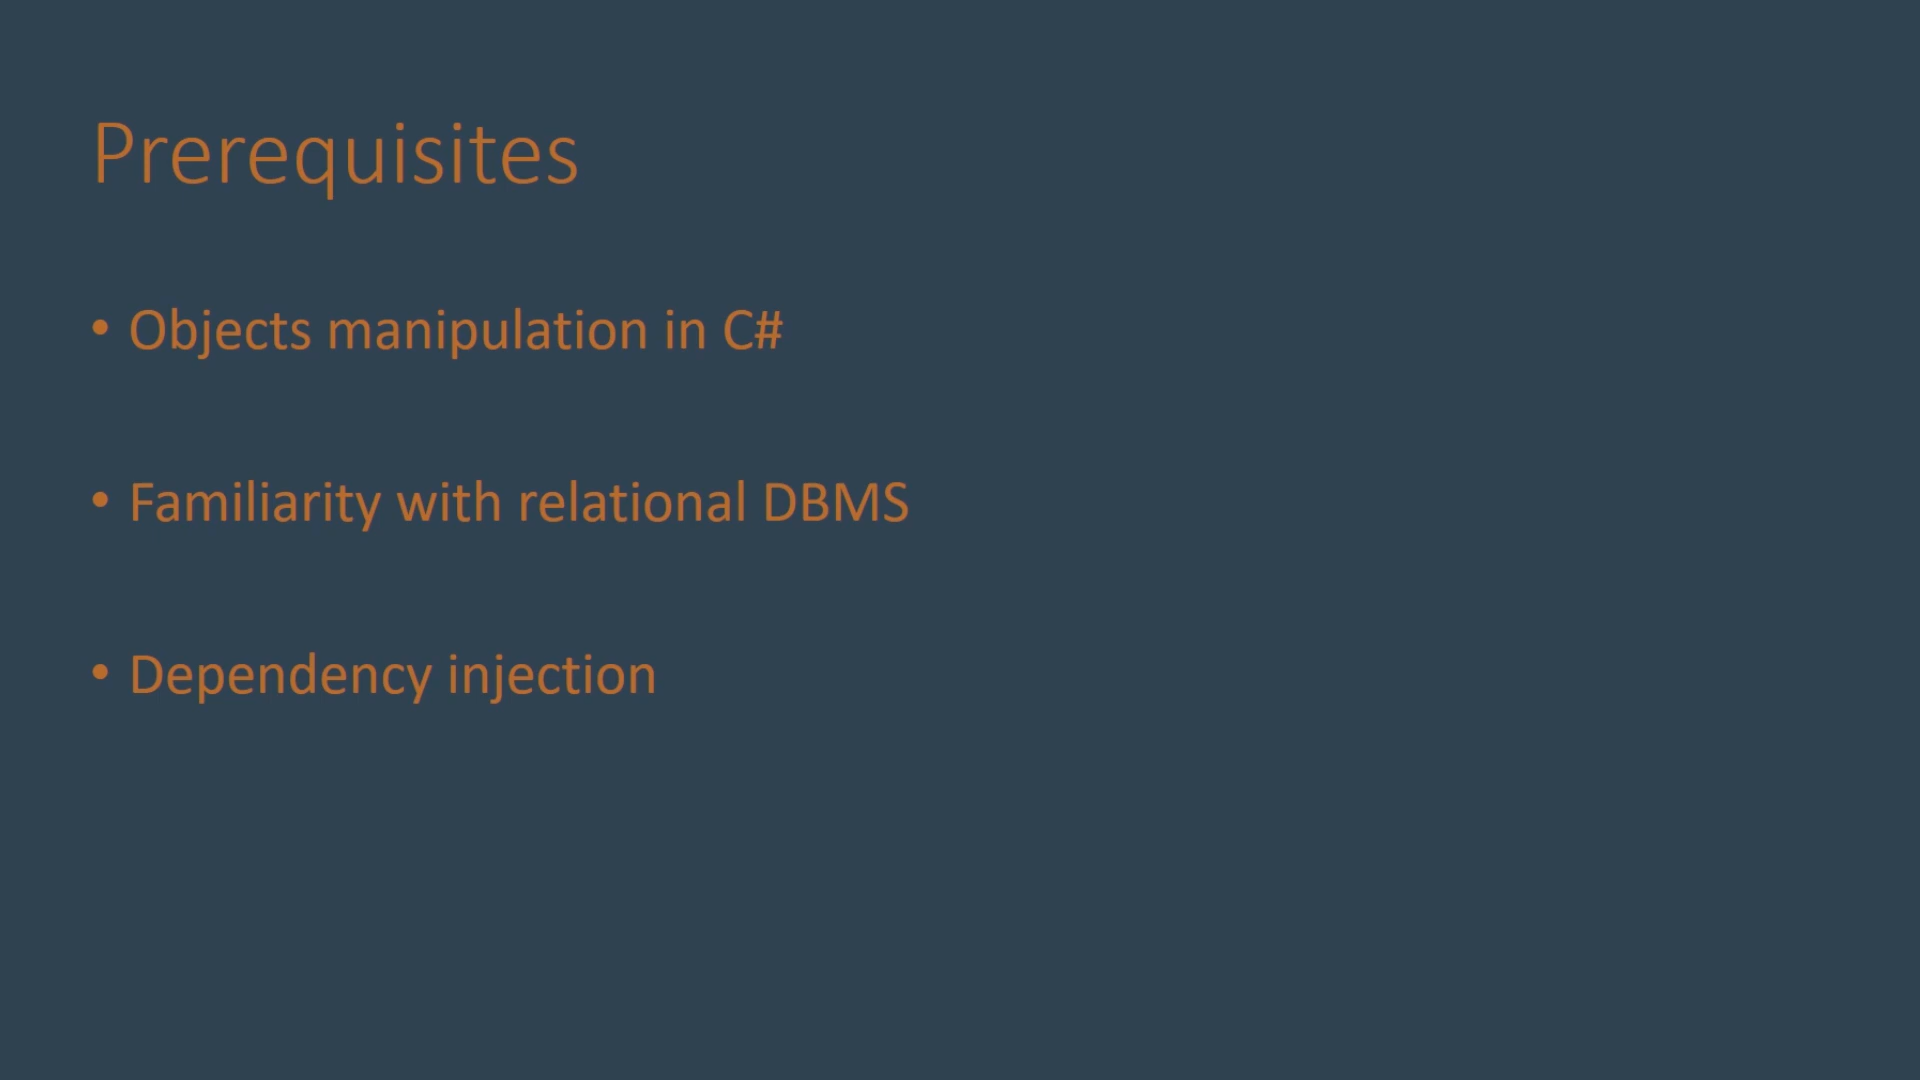 Prerequisites
• Objects manipulation in C#
• Familiarity with relational DBMS
• Dependency injection